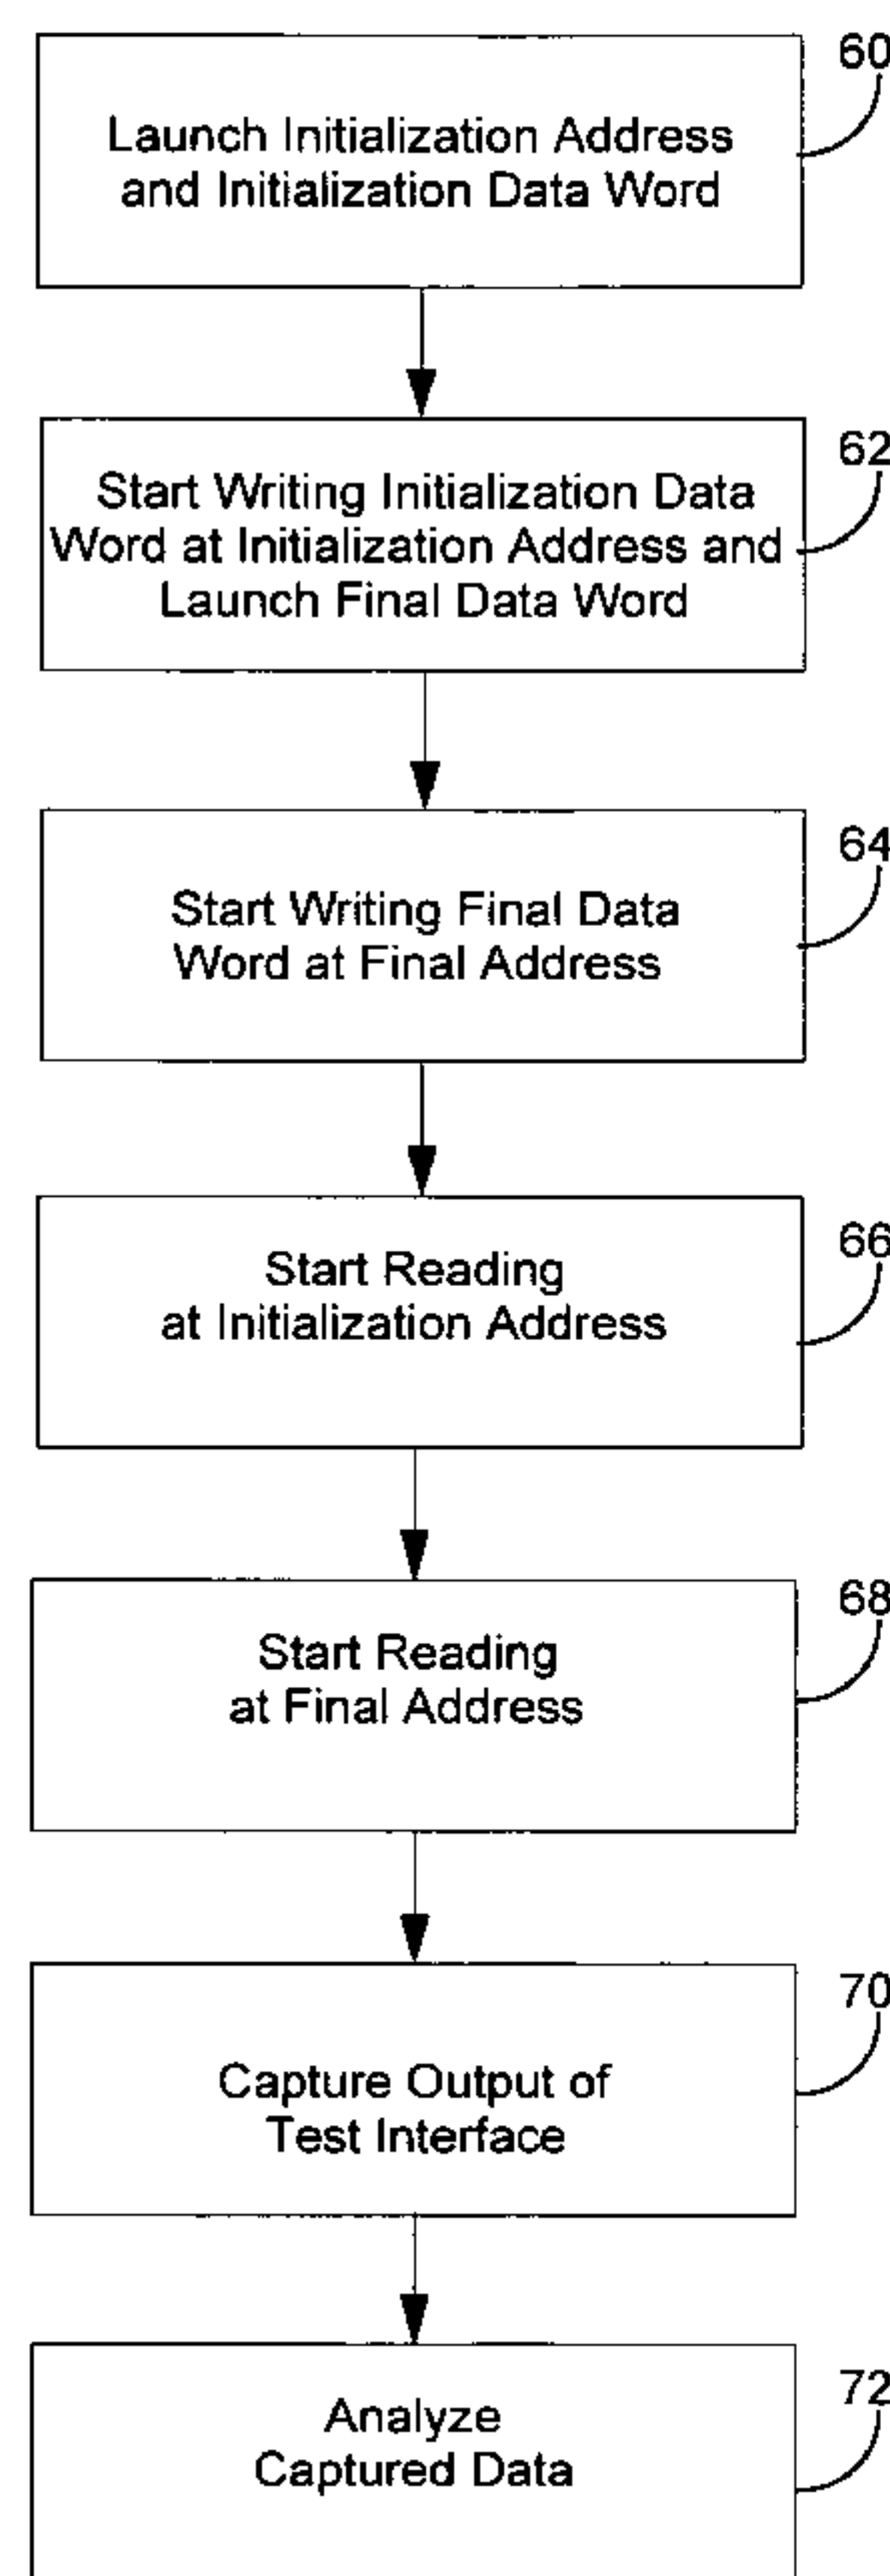 60
Launch Initialization Address
and Initialization Data Word
62
Start Writing Initialization Data
Word at Initialization Address and
Launch Final Data Word
64
Start Writing Final Data
Word at Final Address
66
Start Reading
at Initialization Address
68
Start Reading
at Final Address
70
Capture Output of
Test Interface
72
Analyze
Captured Data